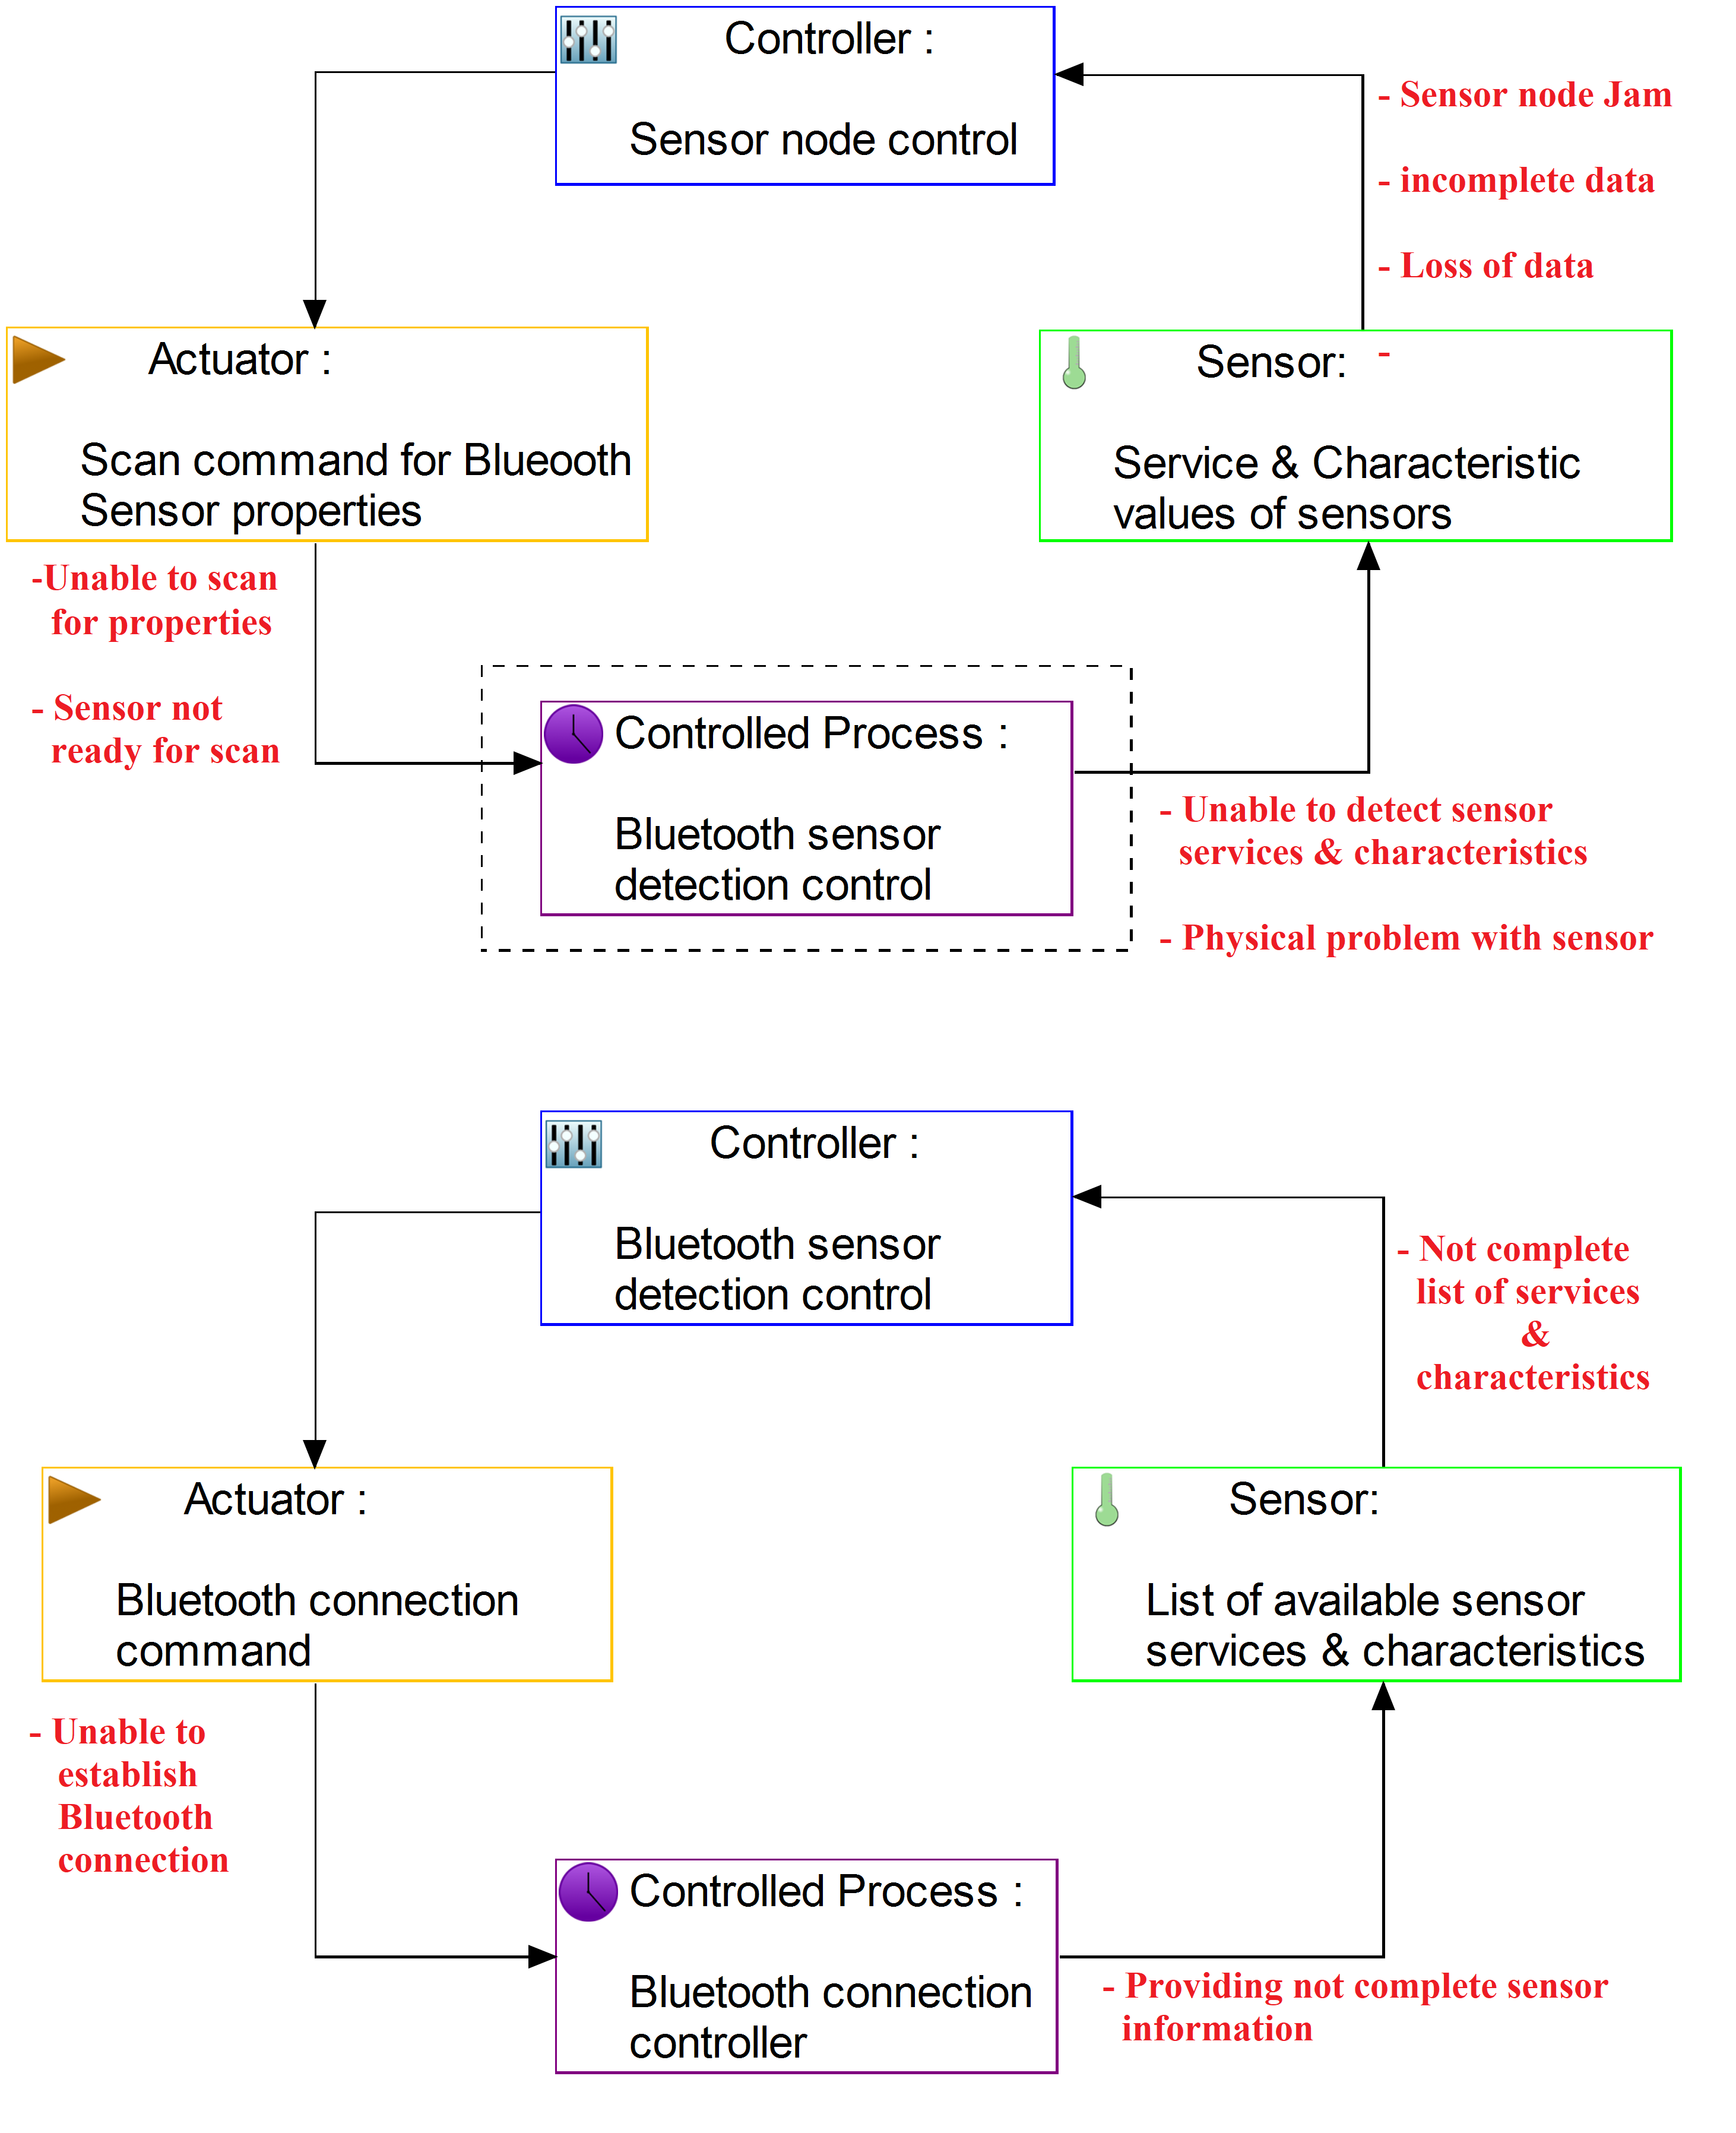 Controller :
Sensor node control
- Sensor node Jam
- incomplete data
- Loss of data
-
Actuator :
Scan command for Blueooth
Sensor properties
Sensor:
Service & Characteristic
values of sensors
-Unable to scan
for properties
- Sensor not
ready for scan
Controlled Process :
Bluetooth sensor
detection control
- Unable to detect sensor
services & characteristics
- Physical problem with sensor
Controller :
Bluetooth sensor
detection control
- Not complete
list of services
&
characteristics
Actuator :
Bluetooth connection
command
Sensor:
List of available sensor
services & characteristics
- Unable to
establish
Bluetooth
connection
Controlled Process :
Bluetooth connection
controller
- Providing not complete sensor
information